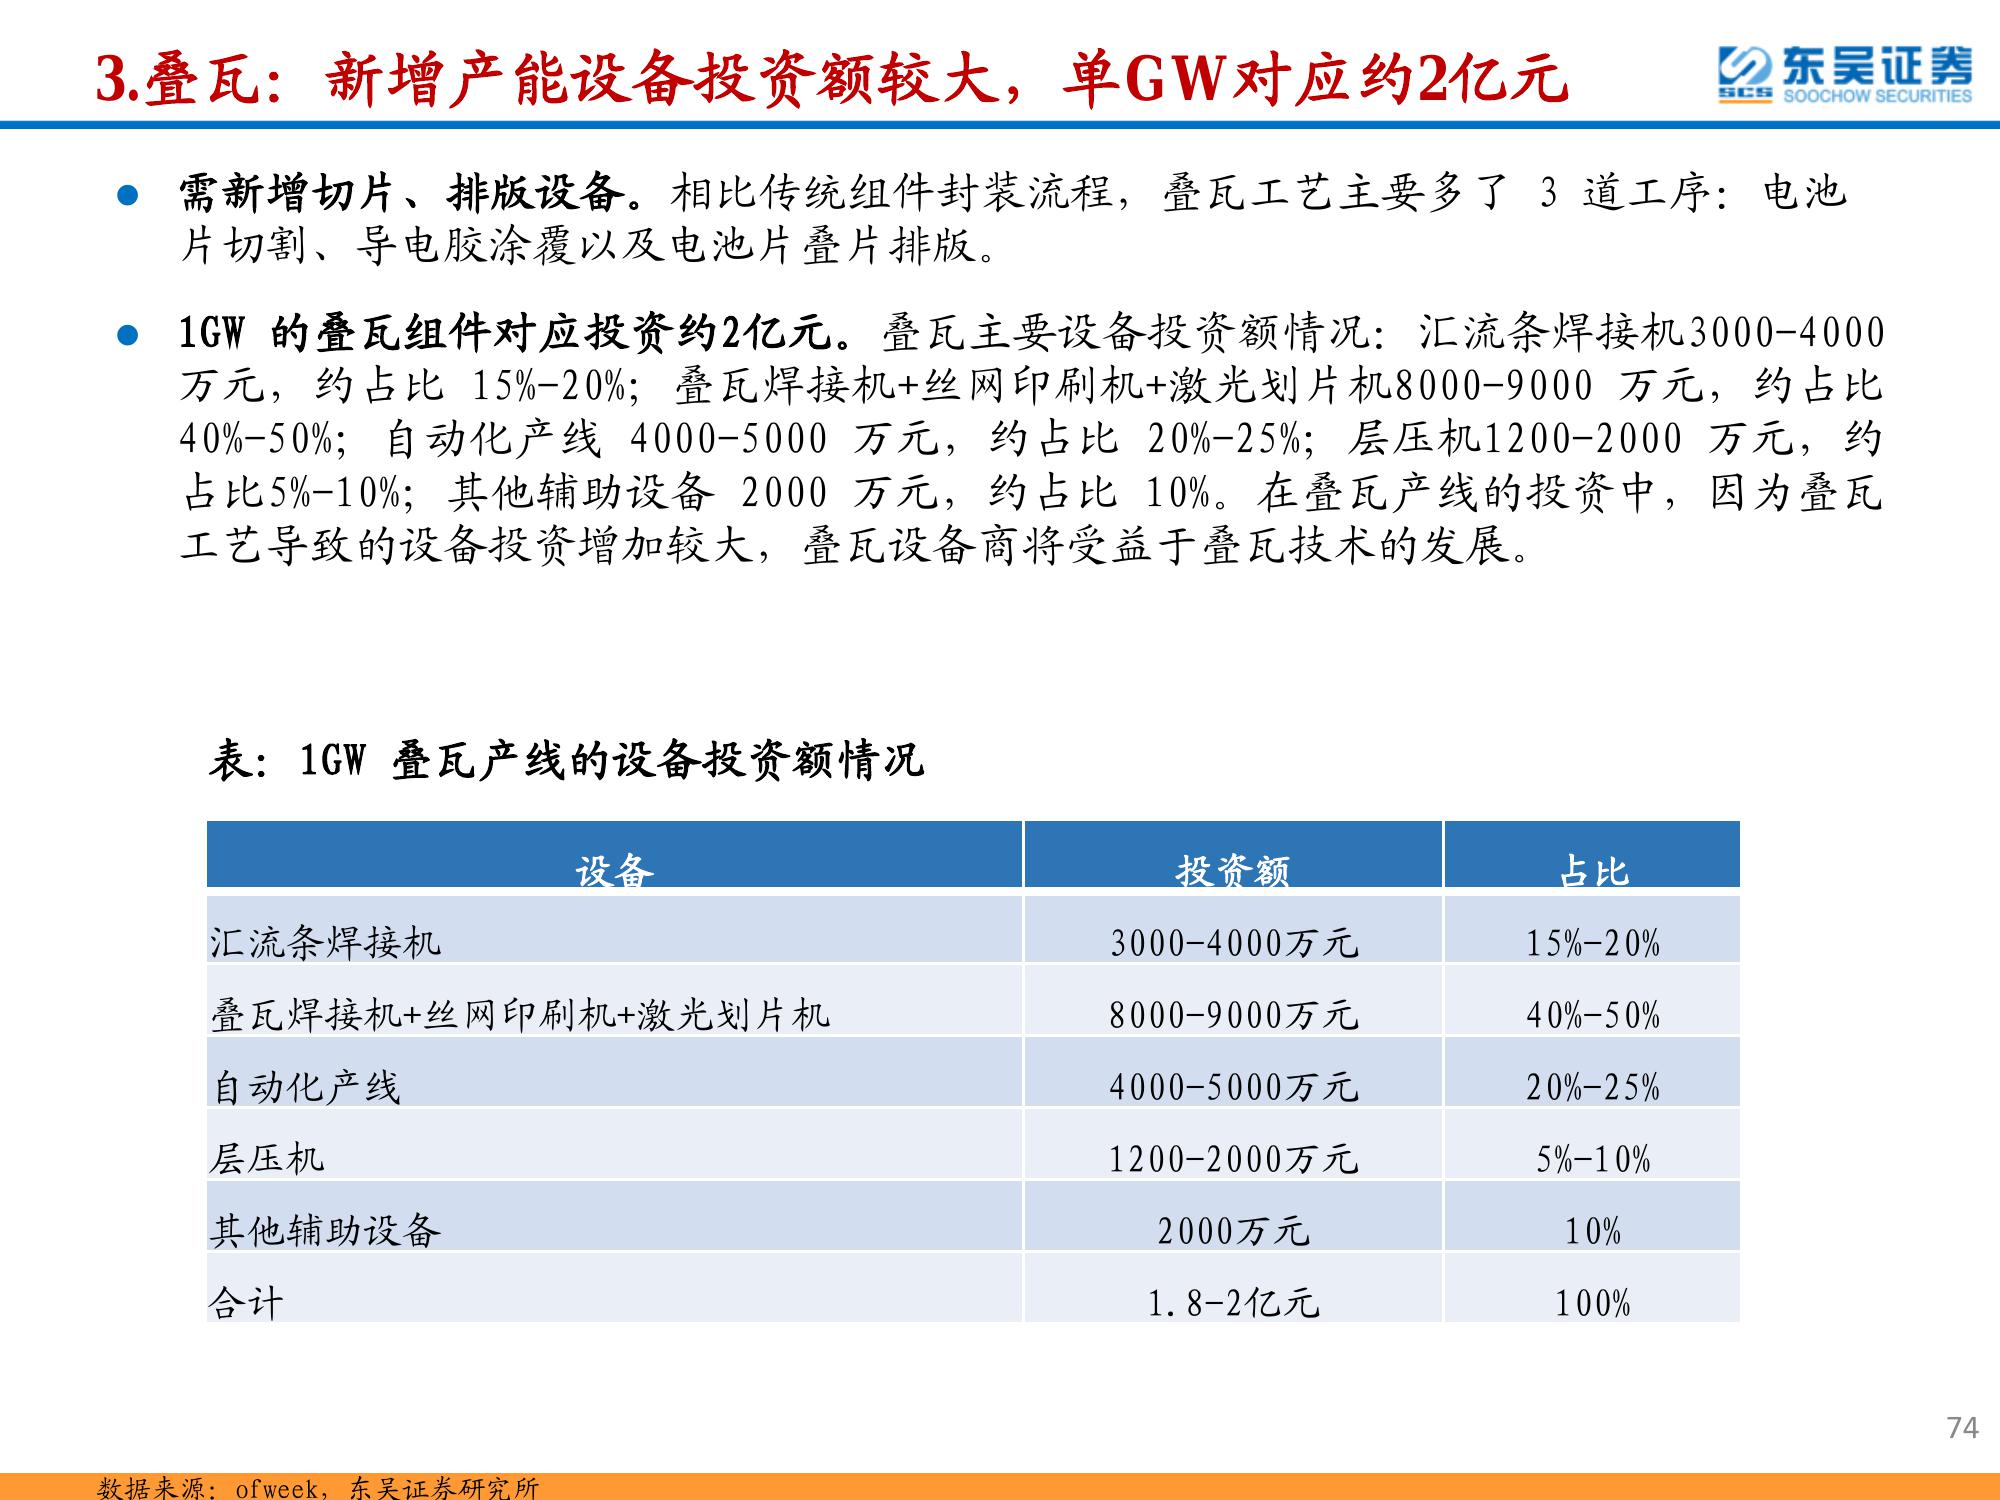 3.叠瓦：新增产能设备投资额较大，单GW对应约2亿元
东吴证券
SCS SOOCHOW SECURITIES
● 需新增切片、排版设备。相比传统组件封装流程，叠瓦工艺主要多了 3 道工序：电池
片切割、导电胶涂覆以及电池片叠片排版。
● 1GW 的叠瓦组件对应投资约2亿元。叠瓦主要设备投资额情况：汇流条焊接机3000-4000
万元，约占比 15%-20%；叠瓦焊接机+丝网印刷机+激光划片机8000-9000 万元，约占比
40%-50%；自动化产线 4000-5000 万元，约占比 20%-25%；层压机1200-2000 万元，约
占比5%-10%；其他辅助设备 2000 万元，约占比 10%。在叠瓦产线的投资中，因为叠瓦
工艺导致的设备投资增加较大，叠瓦设备商将受益于叠瓦技术的发展。
表：1GW 叠瓦产线的设备投资额情况
设备 投资额 占比
汇流条焊接机 3000-4000万元 15%-20%
叠瓦焊接机+丝网印刷机+激光划片机 8000-9000万元 40%-50%
自动化产线 4000-5000万元 20%-25%
层压机 1200-2000万元 5%-10%
其他辅助设备 2000万元 10%
合计 1.8-2亿元 100%
74
数据来源：ofweek，东吴证券研究所